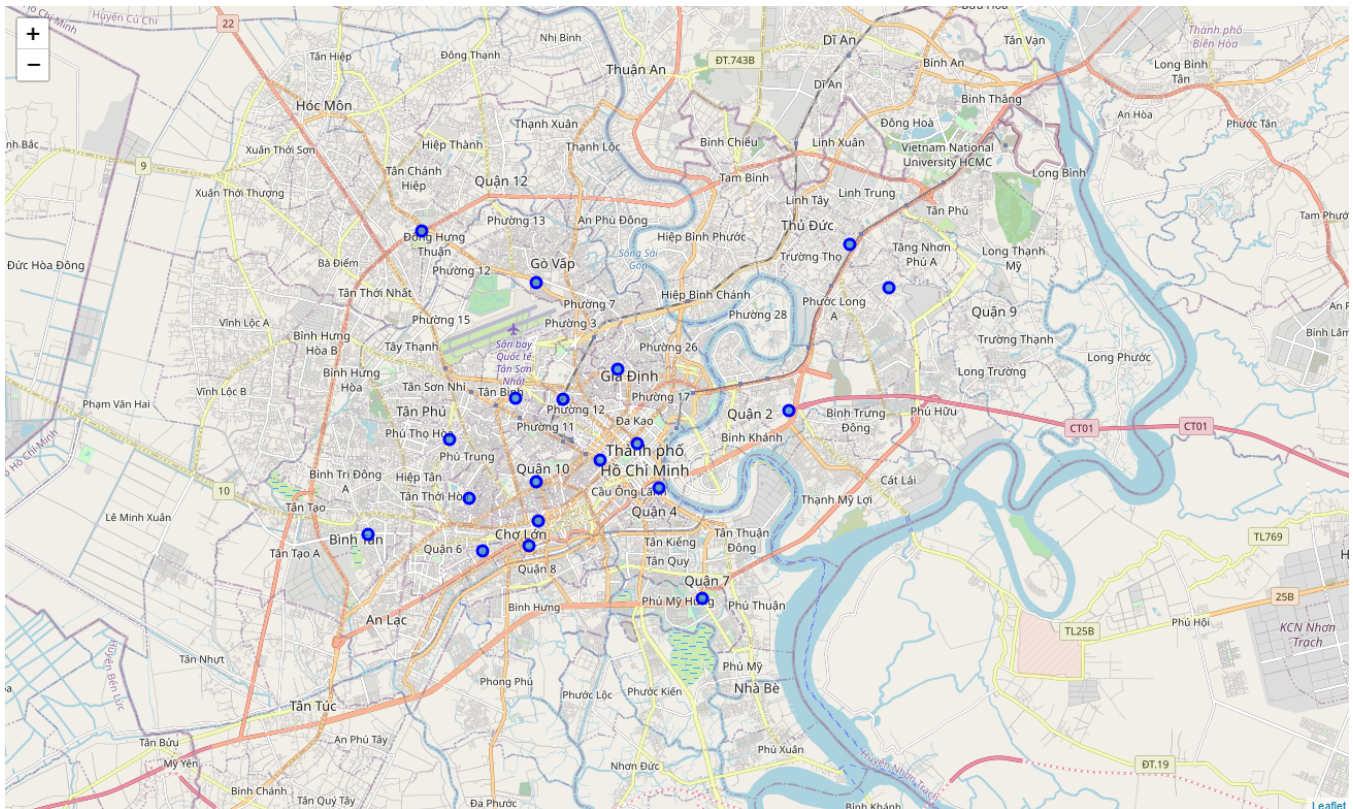 Huyện Củ Chi
Hồ Chí Minh
+
−
22
Nhị Bình
Dĩ An
Tân Vạn
Thành phố
Biên Hòa
Tân Hiệp
Đông Thạnh
Thuận An
ĐT.743B
Bình An
Long Bình
Tân
Dĩ An
Hóc Môn
Bình Thắng
An Hòa
Phước Tân
Thạnh Xuân
Đông Hoà
Xuân Thới Sơn
Hiệp Thành
Thạnh Lộc
Bình Chiểu
Linh Xuân
Vietnam National
University HCMC
9
Tân Chánh
Hiệp
Quận 12
Tam Bình
Long Bình
Xuân Thới Thượng
Linh Trung
Linh Tây
Tân Phú
Phường 13
An Phú Đông
Thủ Đức
Tam Phước
Đông Hưng
Thuận
Hiệp Bình Phước
Tăng Nhơn
Phú A
Long Thạnh
Mỹ
Trường Thọ
Sông Sài
Gòn
Bà Điểm
Đức Hòa Đông
Phường 12
Gò Vấp
Tân Thới Nhất
Hiệp Bình Chánh
Phường 7
Phước Long
A
Quận 9
Phường 28
Vĩnh Lộc A
Phường 15
Phường 3
Bình Hưng
Hòa B
Tây Thạnh
Sân bay
Quốc tế
Tân Sơn
Nhất
Phường 26
Trường Thạnh
Long Phước
Bình Hưng
Hòa
Long Trường
Gia Định
Tân Sơn Nhì
Tân Bình
Vĩnh Lộc B
Phạm Văn Hai
Phường 17
Tân Phú
Phường 12
Quận 2
Bình Trưng
Đông
Phú Hữu
Phú Thọ Hòa
Phường 11
Đa Kao
CT01
CT01
Bình Khánh
Phú Trung
Thành phố
Hồ Chí Minh
Bình Trị Đông
A
Hiệp Tân
Quận 10
Cát Lái
10
Tân Thới Hòa
Cầu Ông Lãnh
Thạnh Mỹ Lợi
Tân Tạo
Lê Minh Xuân
Quận 4
Chợ Lớn
Tân Thuận
Đông
TL769
Bình Tân
Tân Kiểng
Tân Tạo A
Quận 6
Quận 8
Tân Quy
Quận 7
25B
Bình Hưng
Phú Mỹ Hưng
Phú Thuận
An Lạc
Phú Hội
TL25B
KCN Nhơn
Trạch
Tân Nhựt
Huyện Bến Lức
Phú Mỹ
Phong Phú
Phước Lộc
Phước Kiển
Nhà Bè
Tân Túc
Tân Bửu
An Phú Tây
Phú Xuân
Huyện Nhơn Trạch
Mỹ Yên
Nhơn Đức
ĐT.19
Bình Chánh
Tân Quý Tây
Đa Phước
Bình Khánh
Leaflet